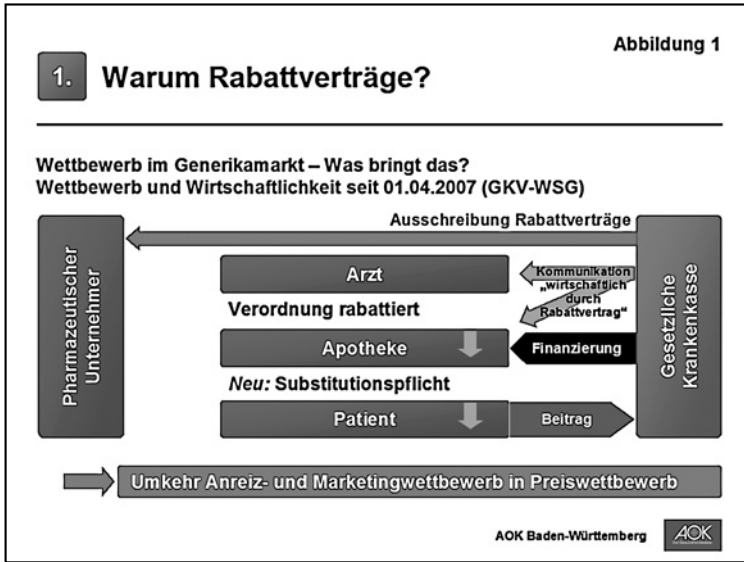 Abbildung 1
1. Warum Rabattverträge?
Wettbewerb im Generikamarkt – Was bringt das?
Wettbewerb und Wirtschaftlichkeit seit 01.04.2007 (GKV-WSG)
Ausschreibung Rabattverträge
Pharmazeutischer
Unternehmer
Arzt
Kommunikation
„wirtschaftlich
durch
Rabattvertrag“
Verordnung rabattiert
Apotheke
Finanzierung
Neu: Substitutionspflicht
Patient
Beitrag
Gesetzliche
Krankenkasse
Umkehr Anreiz- und Marketingwettbewerb in Preiswettbewerb
AOK Baden-Württemberg
AOK